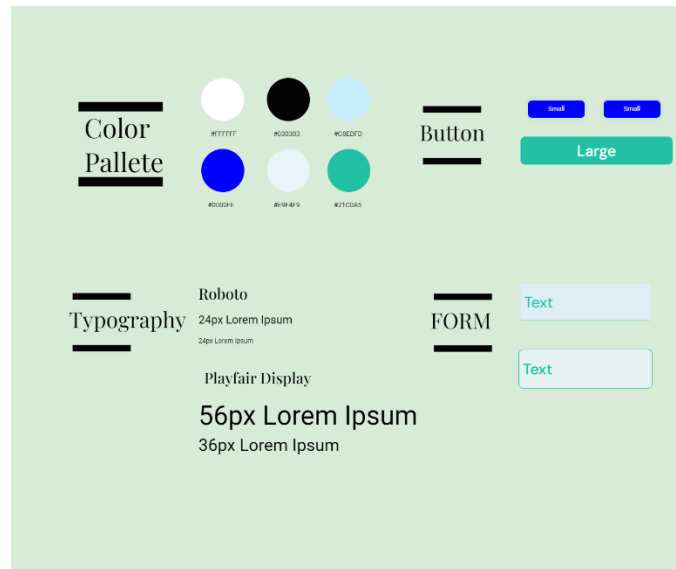 Color
Pallete
#FFFFFF
#030303
#C8EDFD
#0000FF
#E9F4F9
#21C0A5
Button
Small
Small
Large
Typography
Roboto
24px Lorem Ipsum
24px Lorem Ipsum
Playfair Display
56px Lorem Ipsum
36px Lorem Ipsum
FORM
Text
Text